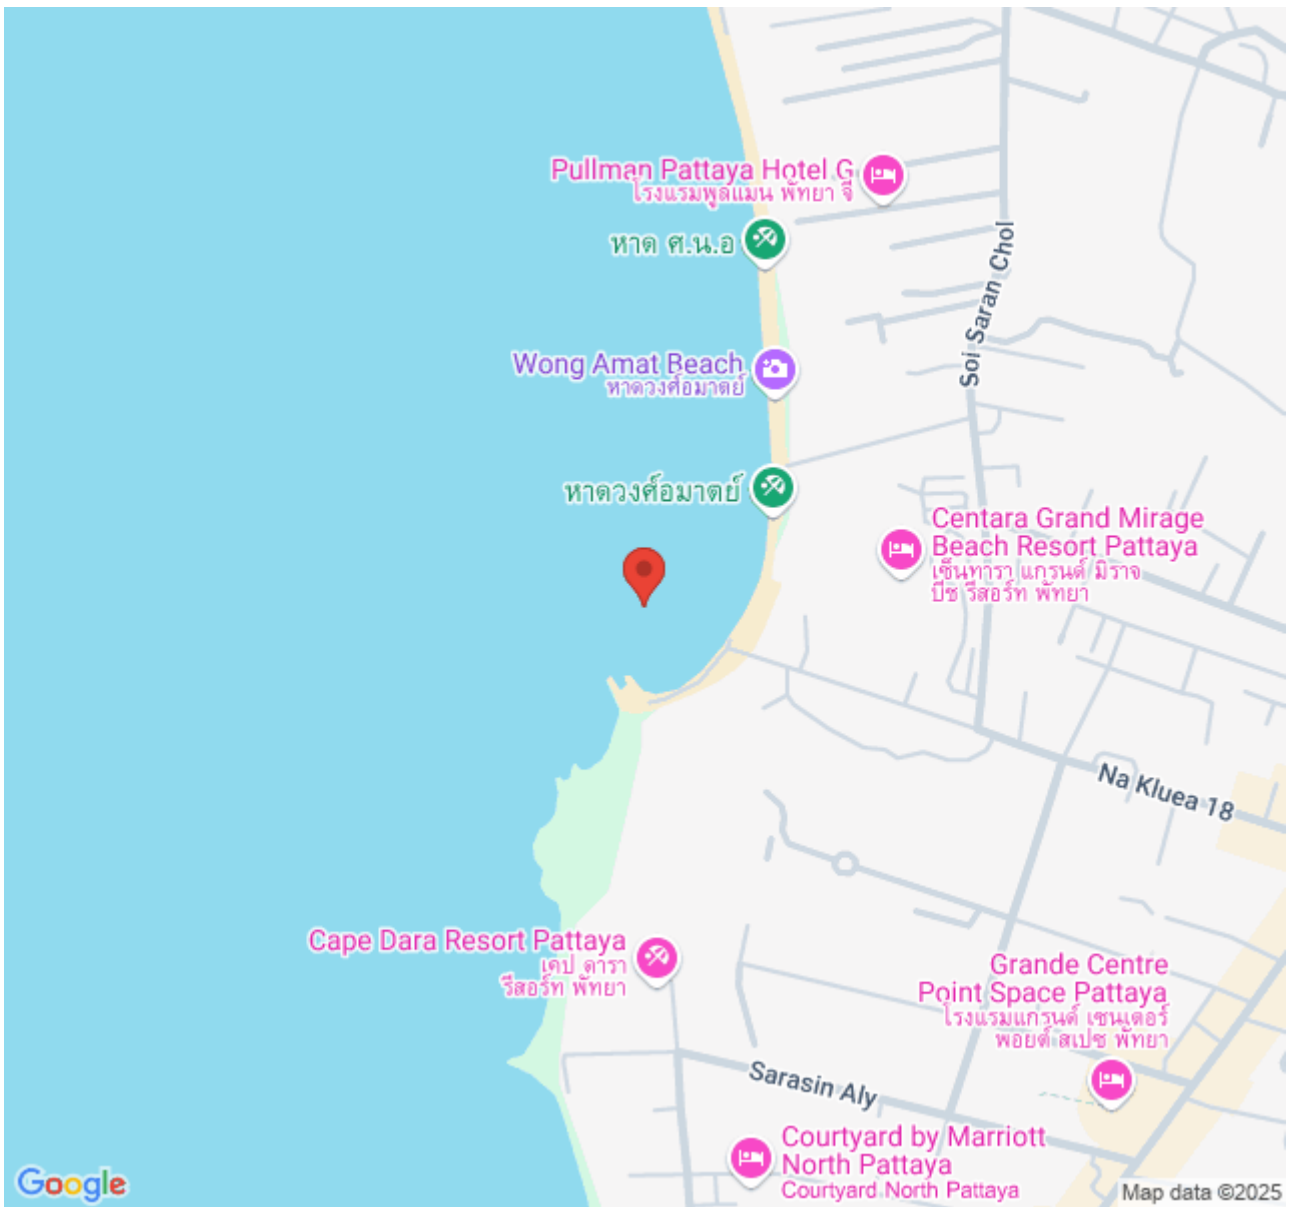 Pullman Pattaya Hotel G
โรงแรมพูลแมน พัทยา จี
หาด ศ.น.อ
Soi Saran Chol
Wong Amat Beach
หาดวงศ์อมาตย์
หาดวงศ์อมาตย์
Centara Grand Mirage
Beach Resort Pattaya
เซ็นทารา แกรนด์ มิราจ
บีช รีสอร์ท พัทยา
Na Kluea 18
Cape Dara Resort Pattaya
เคป ดารา
รีสอร์ท พัทยา
Grande Centre
Point Space Pattaya
โรงแรมแกรนด์ เซนเตอร์
พอยต์ สเปซ พัทยา
Sarasin Aly
Courtyard by Marriott
North Pattaya
Courtyard North Pattaya
Google
Map data ©2025